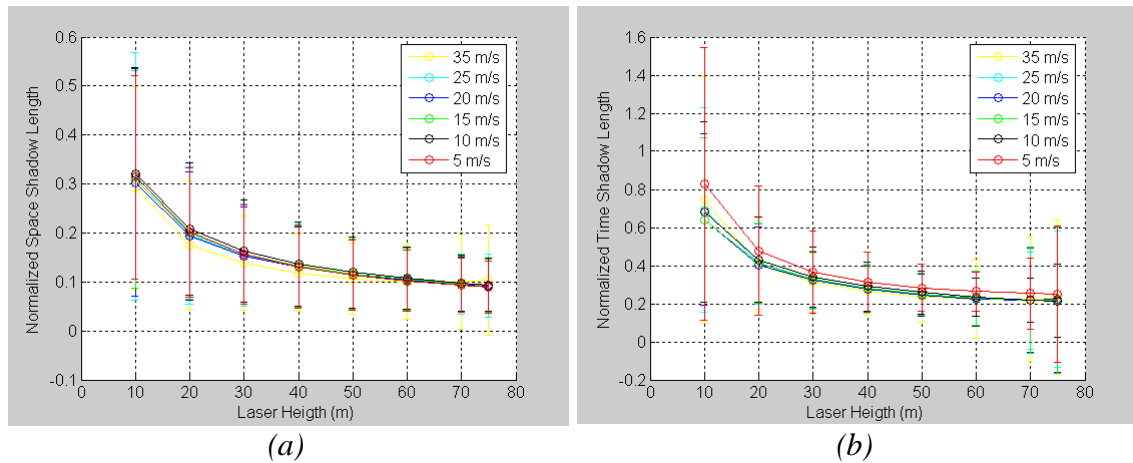 0.6
0.5
0.4
0.3
0.2
0.1
0
-0.1
Normalized Space Shadow Length
35 m/s
25 m/s
20 m/s
15 m/s
10 m/s
5 m/s
0 10 20 30 40 50 60 70 80
Laser Heigth (m)
(a)
1.6
1.4
1.2
1
0.8
0.6
0.4
0.2
0
-0.2
Normalized Time Shadow Length
35 m/s
25 m/s
20 m/s
15 m/s
10 m/s
5 m/s
0 10 20 30 40 50 60 70 80
Laser Heigth (m)
(b)